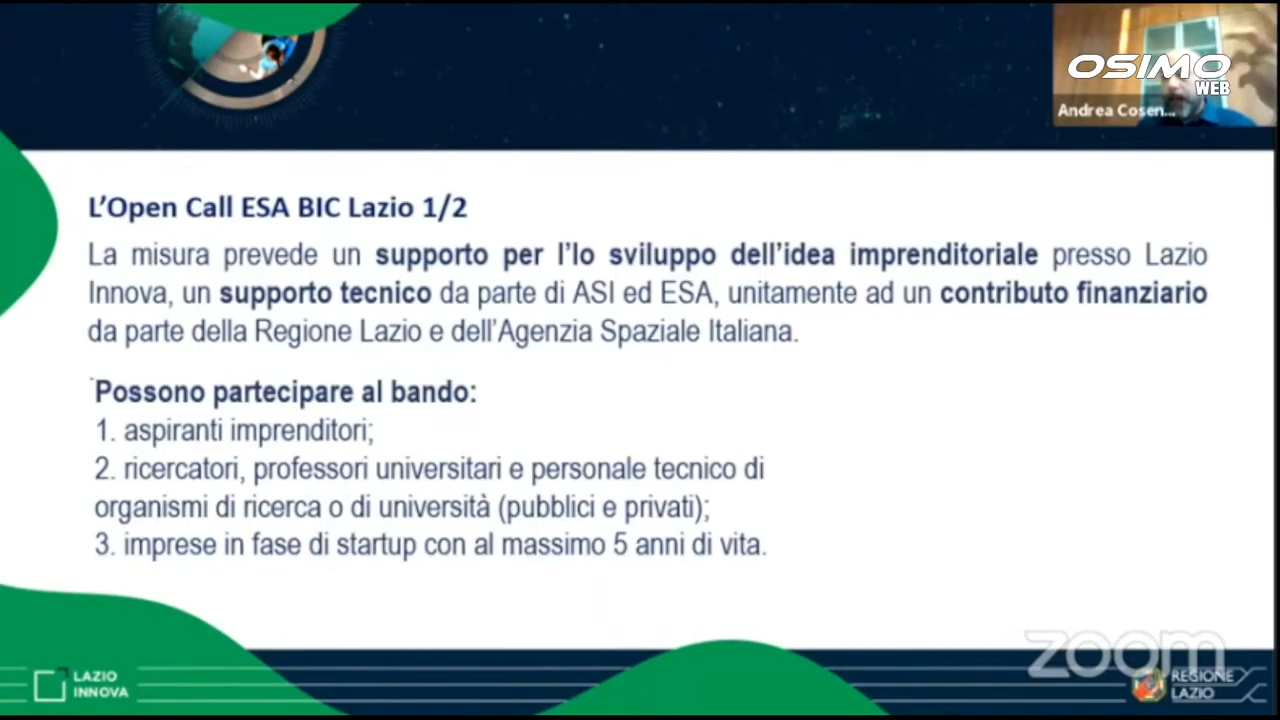 OSIMO
WEB
Andrea Cosen...
L'Open Call ESA BIC Lazio 1/2
La misura prevede un supporto per l'lo sviluppo dell'idea imprenditoriale presso Lazio
Innova, un supporto tecnico da parte di ASI ed ESA, unitamente ad un contributo finanziario
da parte della Regione Lazio e dell'Agenzia Spaziale Italiana.
Possono partecipare al bando:
1. aspiranti imprenditori;
2. ricercatori, professori universitari e personale tecnico di
organismi di ricerca o di università (pubblici e privati);
3. imprese in fase di startup con al massimo 5 anni di vita.
zoom
LAZIO
INNOVA
REGIONE
LAZIO